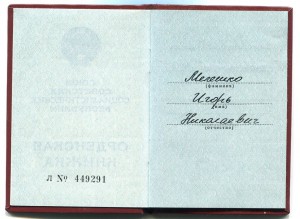 Л № 449291
Мелешко
(фамилия)
Игорь
(имя)
Николаевич
(отчество)